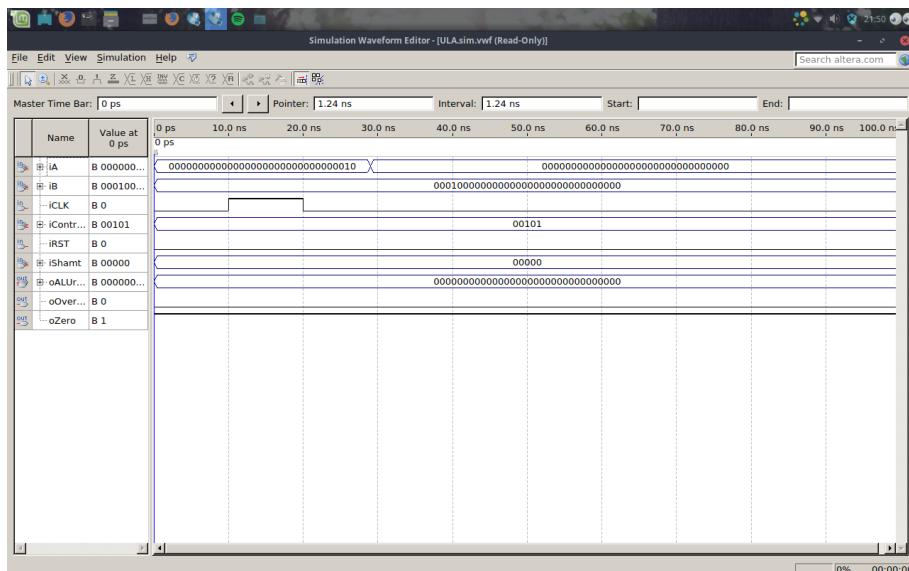 21:50
Simulation Waveform Editor - [ULA.sim.vwf (Read-Only)]
File Edit View Simulation Help
Search altera.com
Master Time Bar: 0 ps Pointer: 1.24 ns Interval: 1.24 ns Start: End:
Name Value at 0 ps 0 ps 10.0 ns 20.0 ns 30.0 ns 40.0 ns 50.0 ns 60.0 ns 70.0 ns 80.0 ns 90.0 ns 100.0 ns
0 ps
iA B 000000... 00000000000000000000000000000010 00000000000000000000000000000000
iB B 000100... 00010000000000000000000000000000
iCLK B 0
iContr... B 00101 00101
iRST B 0
iShamt B 00000 00000
oALUr... B 000000... 00000000000000000000000000000000
oOver... B 0
oZero B 1
0% 00:00:0